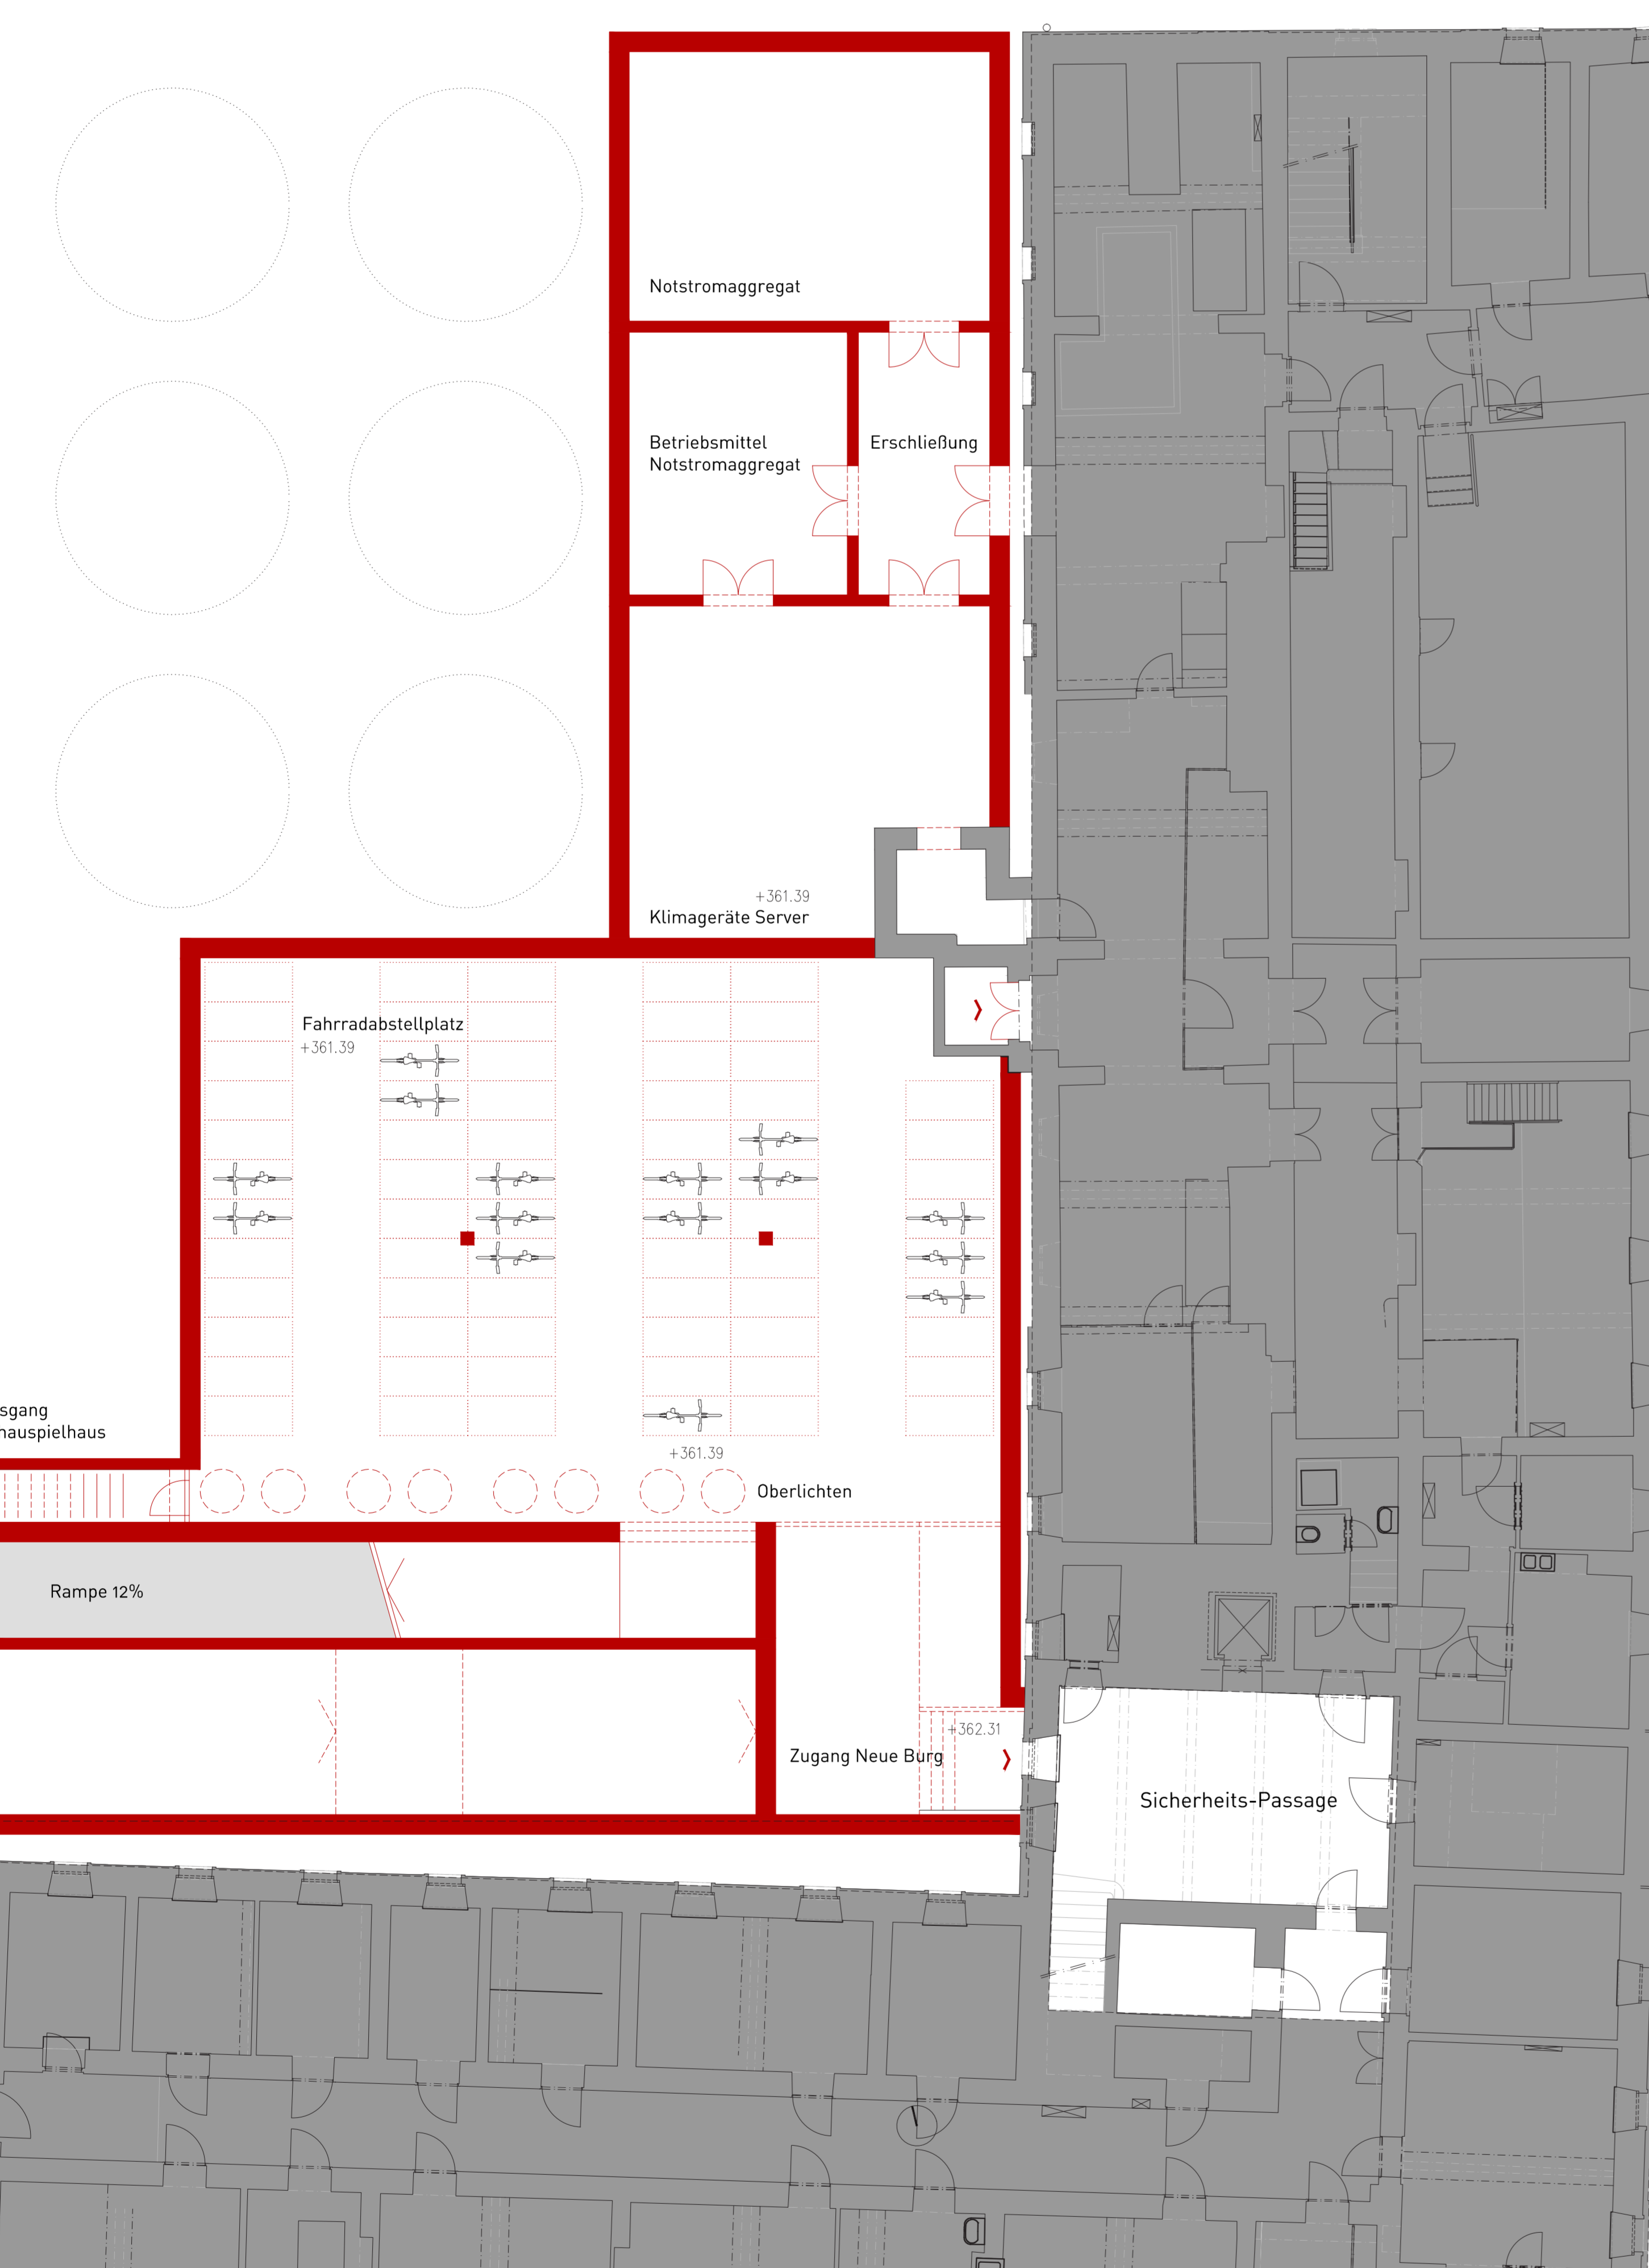 Notstromaggregat
Betriebsmittel
Notstromaggregat
Erschließung
+361.39
Klimageräte Server
Fahrradabstellplatz
+361.39
sgang
hauspielhaus
+361.39
Oberlichten
Rampe 12%
+362.31
Zugang Neue Burg
Sicherheits-Passage